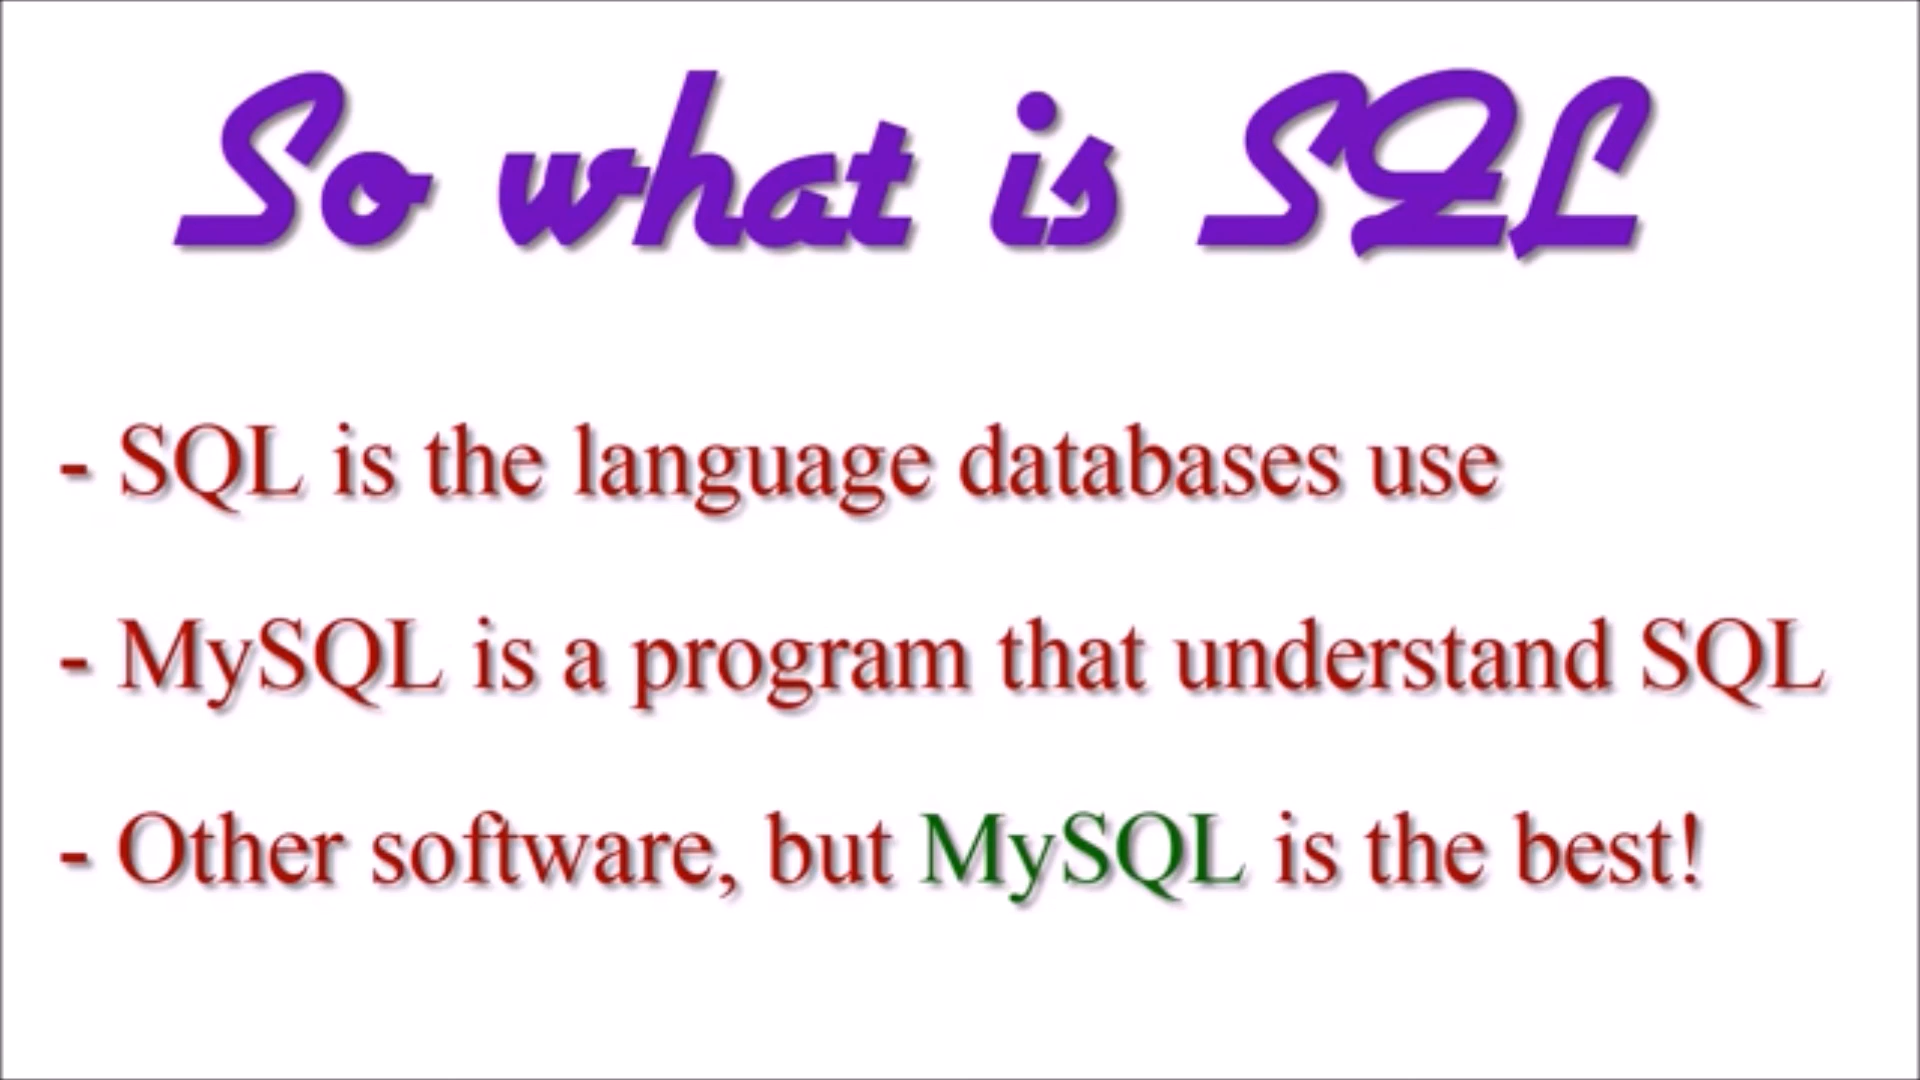 So what is SQL
- SQL is the language databases use
- MySQL is a program that understand SQL
- Other software, but MySQL is the best!